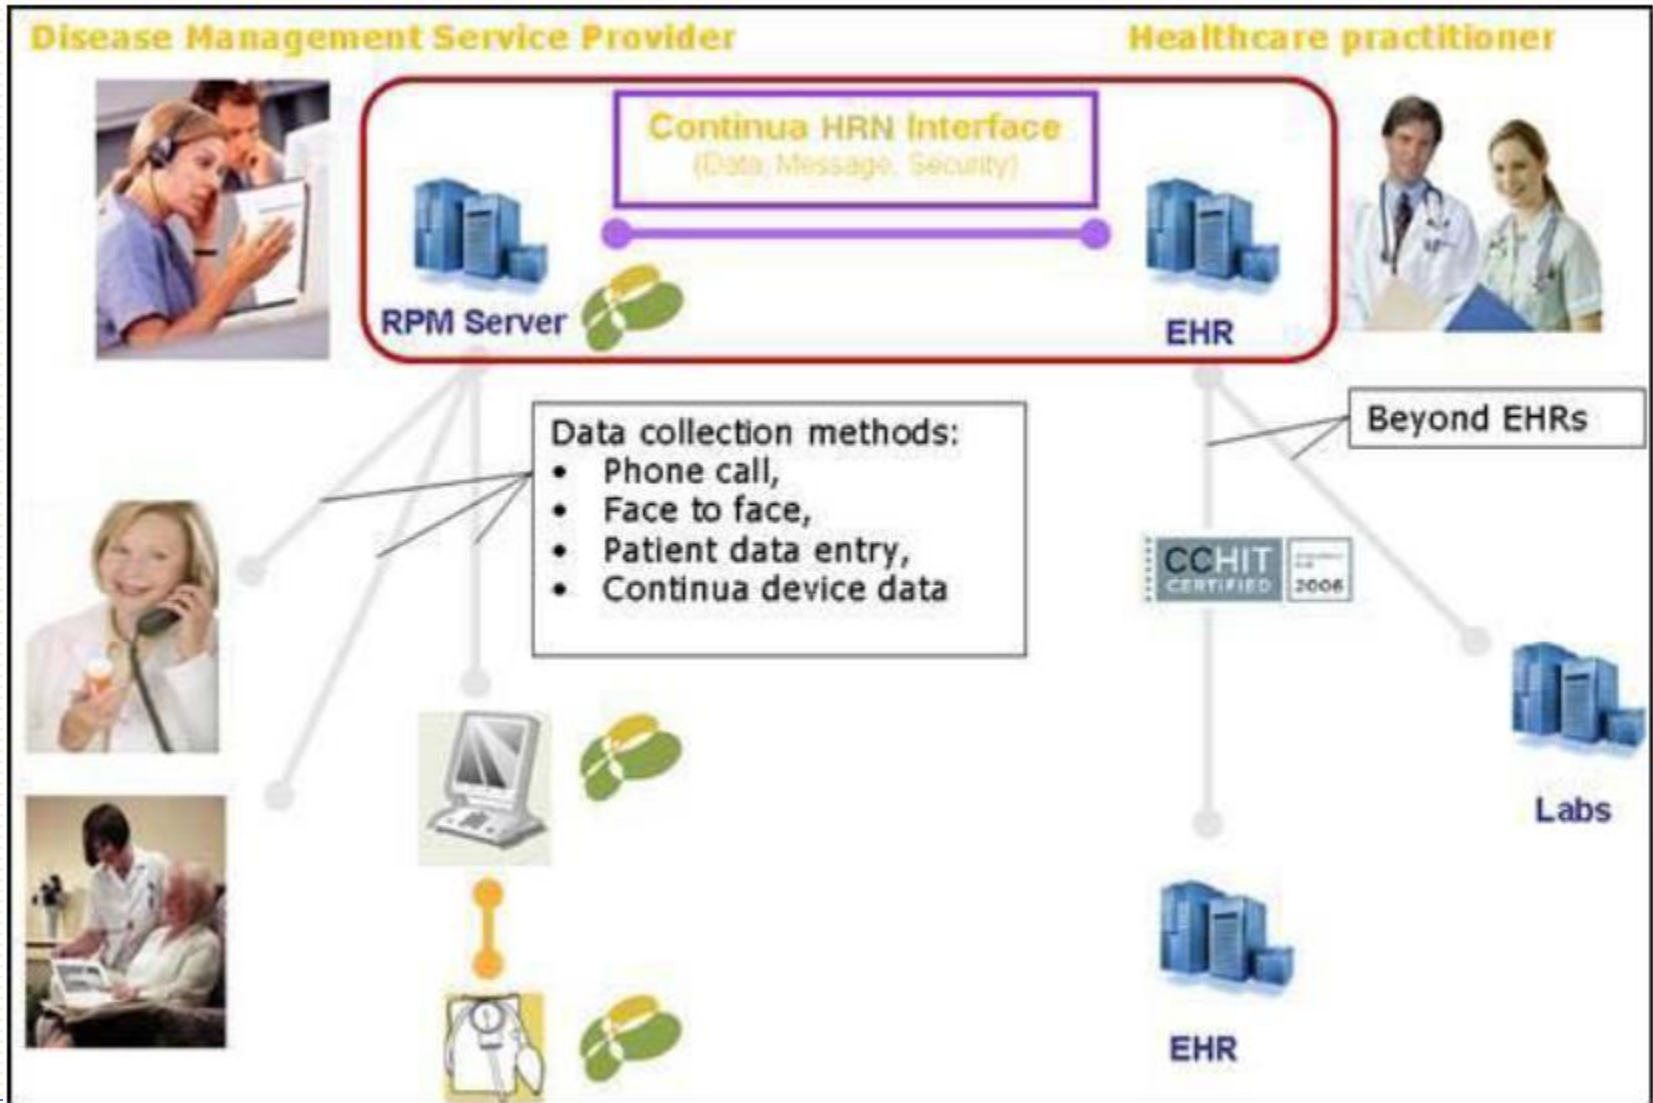 Disease Management Service Provider
Healthcare practitioner
Continua HRN Interface
(Data, Message, Security)
RPM Server
EHR
Data collection methods:
• Phone call,
• Face to face,
• Patient data entry,
• Continua device data
Beyond EHRs
CCHIT
CERTIFIED
2006
Labs
EHR